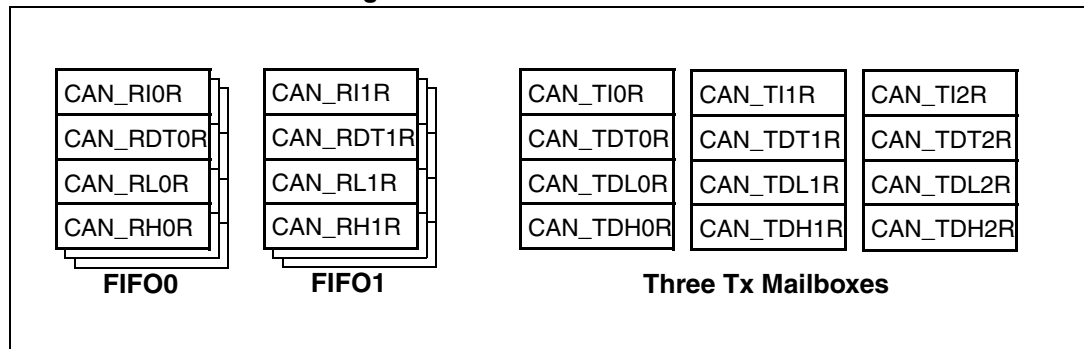 CAN_RI0R CAN_RI1R CAN_TI0R CAN_TI1R CAN_TI2R
CAN_RDT0R CAN_RDT1R CAN_TDT0R CAN_TDT1R CAN_TDT2R
CAN_RL0R CAN_RL1R CAN_TDL0R CAN_TDL1R CAN_TDL2R
CAN_RH0R CAN_RH1R CAN_TDH0R CAN_TDH1R CAN_TDH2R
FIFO0 FIFO1 Three Tx Mailboxes